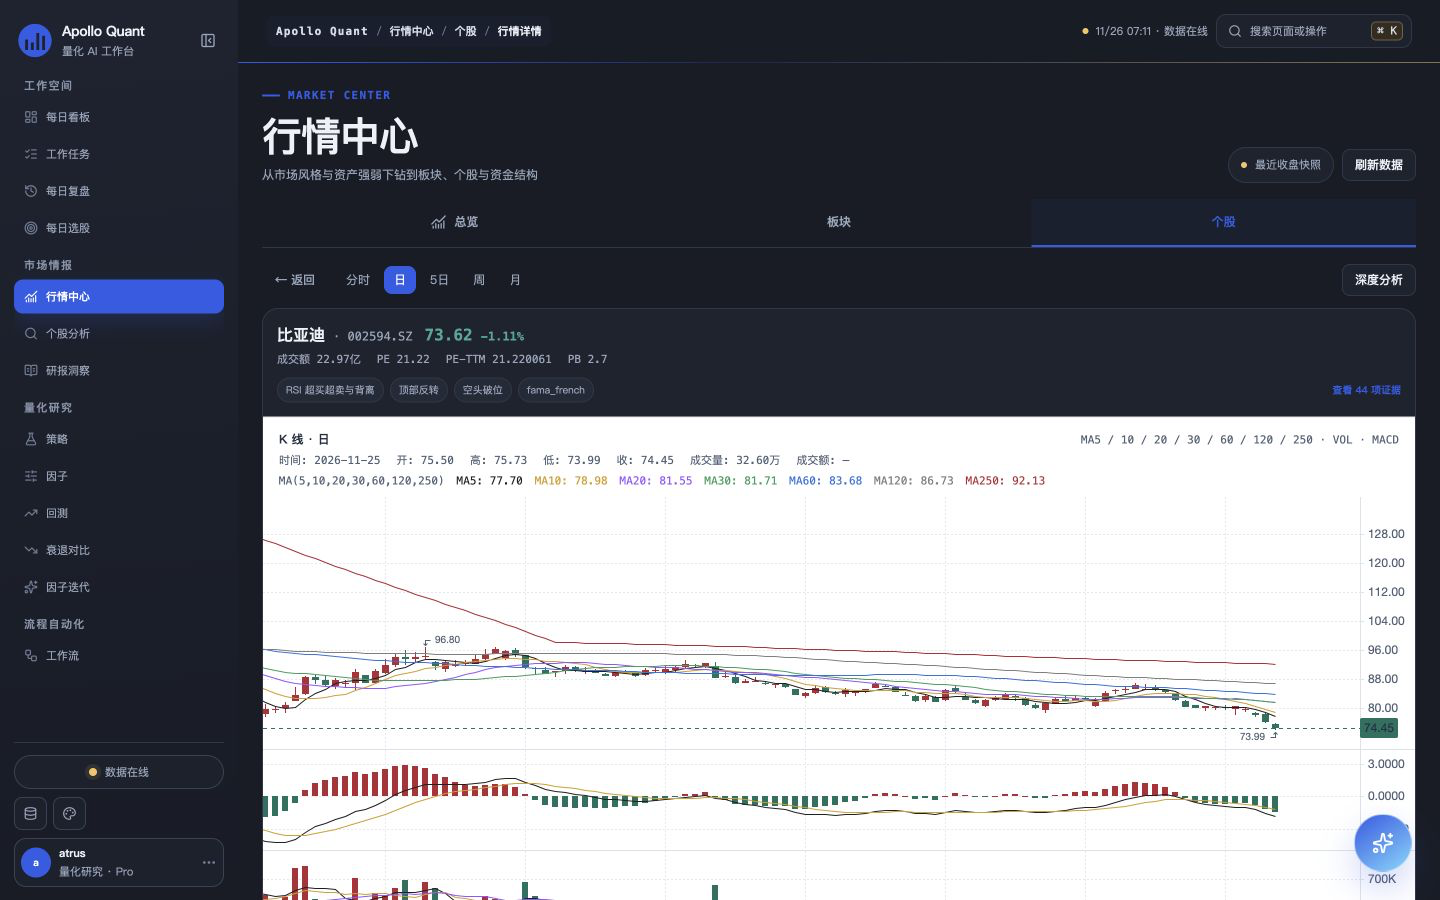 Apollo Quant
量化 AI 工作台
工作空间
每日看板
工作任务
每日复盘
每日选股
市场情报
行情中心
个股分析
研报洞察
量化研究
策略
因子
回测
衰退对比
因子迭代
流程自动化
工作流
数据在线
a
atrus
量化研究 · Pro
Apollo Quant / 行情中心 / 个股 / 行情详情
11/26 07:11 · 数据在线
搜索页面或操作
⌘ K
MARKET CENTER
行情中心
从市场风格与资产强弱下钻到板块、个股与资金结构
最近收盘快照
刷新数据
总览
板块
个股
← 返回
分时
日
5日
周
月
深度分析
比亚迪 · 002594.SZ 73.62 -1.11%
成交额 22.97亿 PE 21.22 PE-TTM 21.220061 PB 2.7
RSI 超买超卖与背离
顶部反转
空头破位
fama_french
查看 44 项证据
K 线 · 日
MA5 / 10 / 20 / 30 / 60 / 120 / 250 · VOL · MACD
时间: 2026-11-25 开: 75.50 高: 75.73 低: 73.99 收: 74.45 成交量: 32.60万 成交额: —
MA(5,10,20,30,60,120,250) MA5: 77.70 MA10: 78.98 MA20: 81.55 MA30: 81.71 MA60: 83.68 MA120: 86.73 MA250: 92.13
128.00
120.00
112.00
104.00
96.80
96.00
88.00
80.00
74.45
73.99
3.0000
0.0000
700K